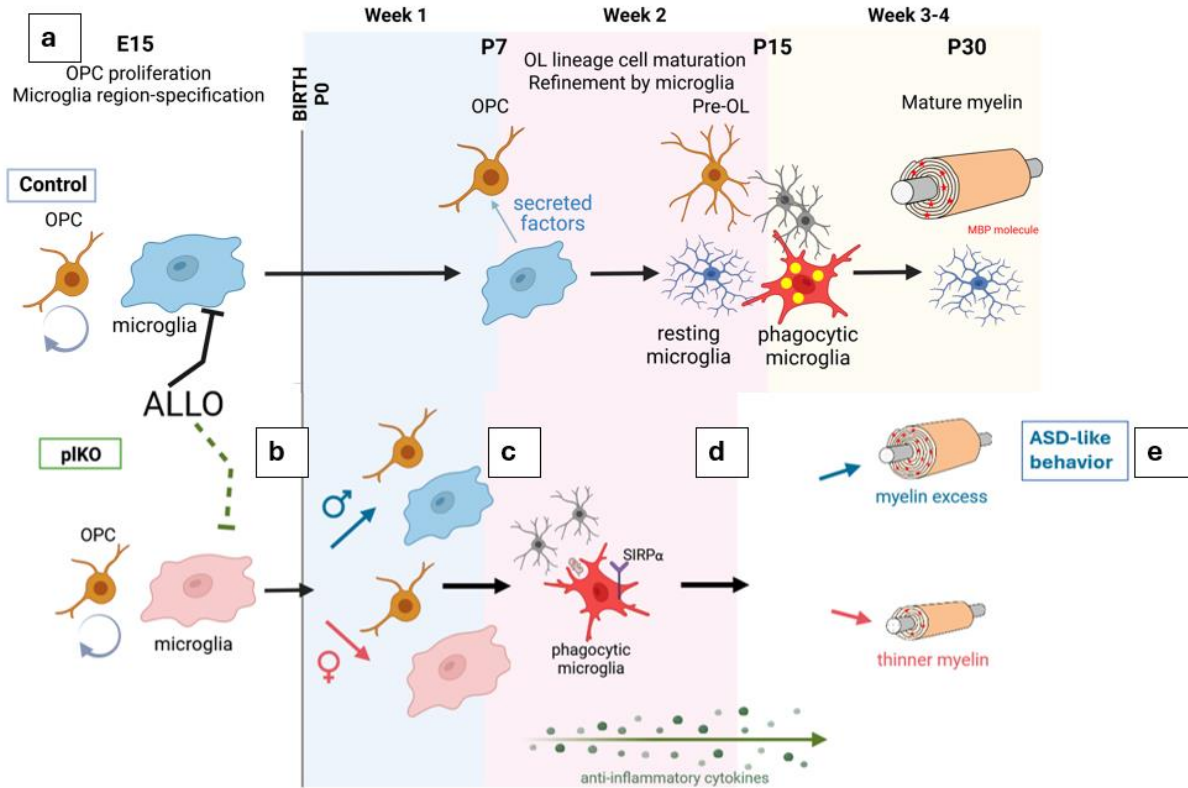 Week 1
Week 2
Week 3-4
a
E15
OPC proliferation
Microglia region-specification
BIRTH
P0
P7
OL lineage cell maturation
Refinement by microglia
P15
P30
OPC
Pre-OL
Mature myelin
Control
OPC
secreted
factors
MBP molecule
microglia
resting
microglia
phagocytic
microglia
ALLO
plKO
b
c
d
ASD-like
behavior
e
♂
myelin excess
OPC
SIRPα
microglia
♀
phagocytic
microglia
thinner myelin
anti-inflammatory cytokines